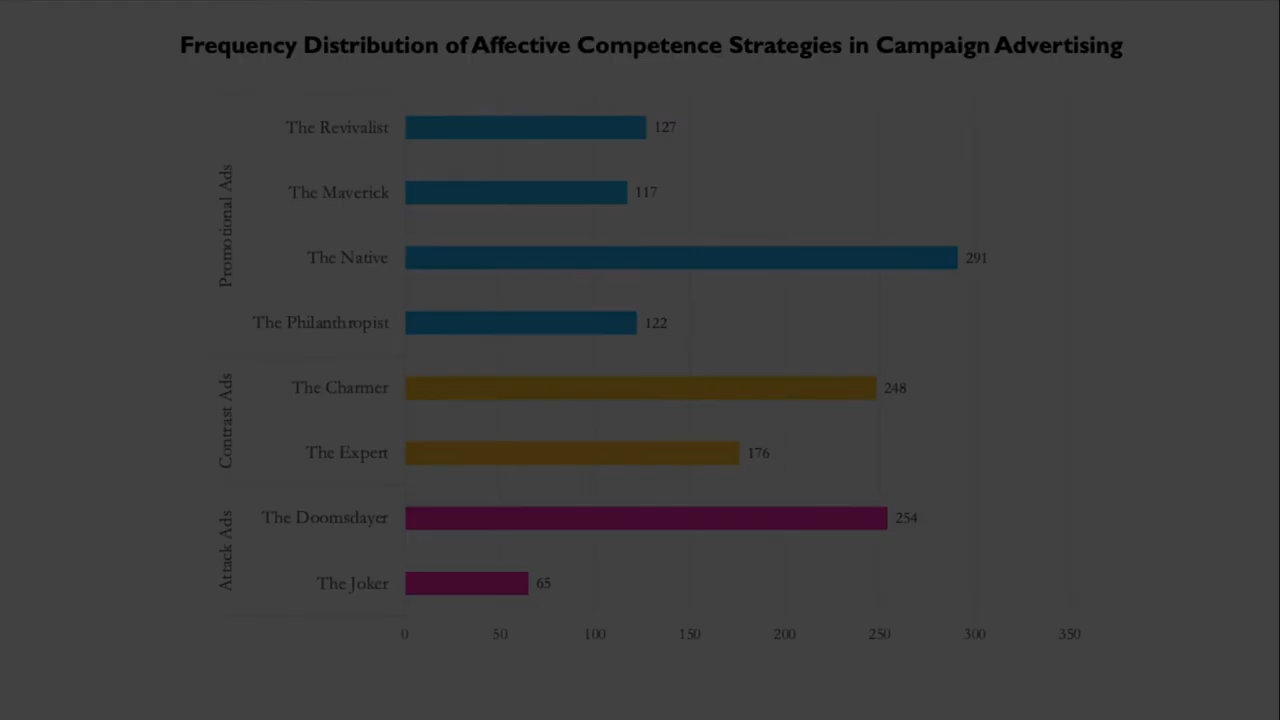 Frequency Distribution of Affective Competence Strategies in Campaign Advertising
Promotional Ads
The Revivalist 127
The Maverick 117
The Native 291
The Philanthropist 122
Contrast Ads
The Charmer 248
The Expert 176
Attack Ads
The Doomsdayer 254
The Joker 65
0 50 100 150 200 250 300 350